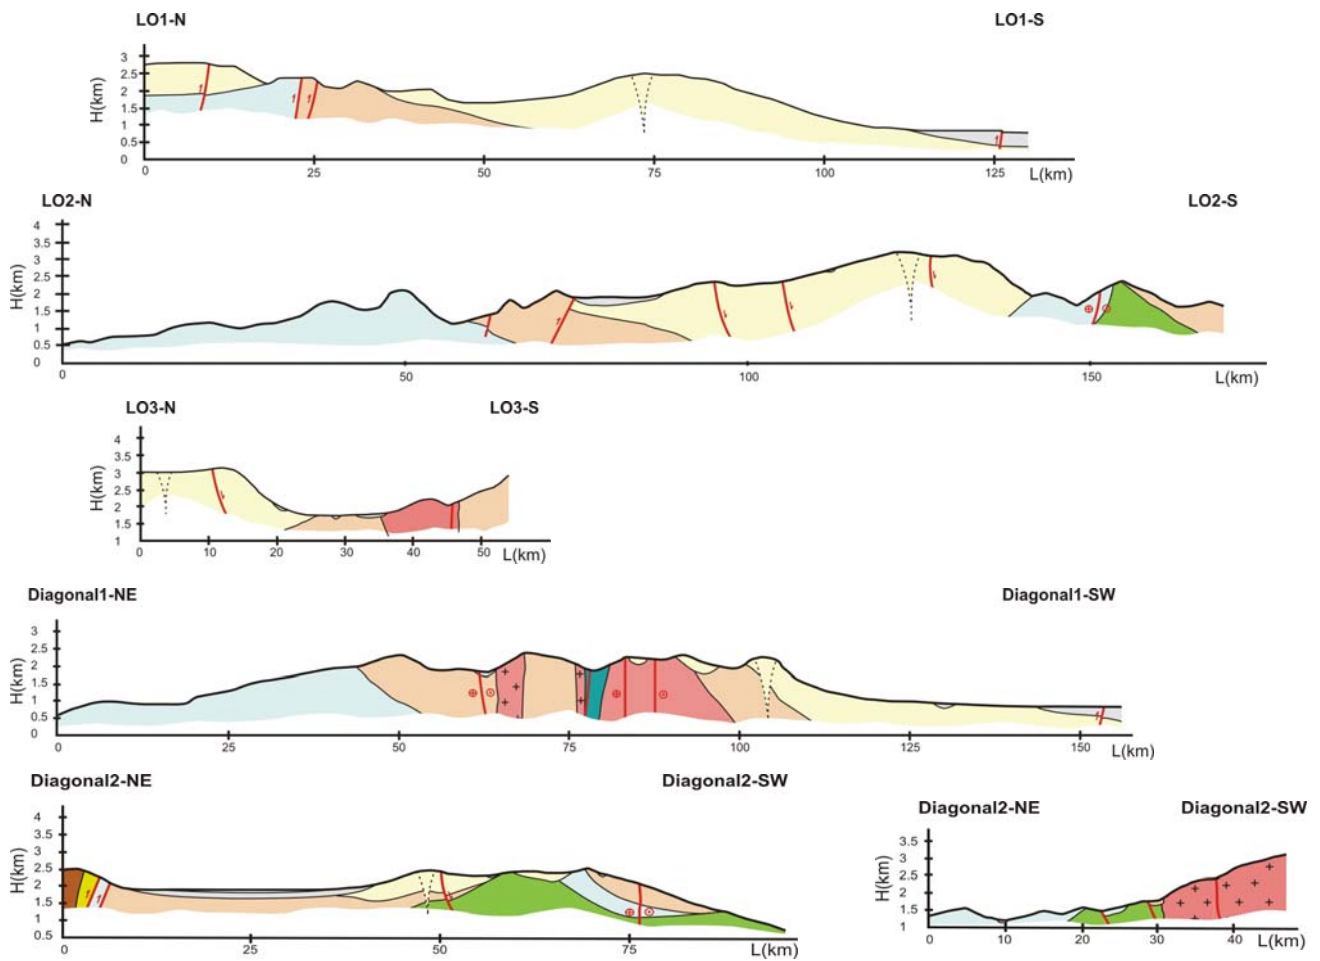 LO1-N LO1-S
H(km)
3
2.5
2
1.5
1
0.5
0
0 25 50 75 100 125 L(km)
LO2-N LO2-S
H(km)
4
3.5
3
2.5
2
1.5
1
0.5
0
0 50 100 150 L(km)
LO3-N LO3-S
H(km)
4
3.5
3
2.5
2
1.5
1
0 10 20 30 40 50 L(km)
Diagonal1-NE Diagonal1-SW
H(km)
3
2.5
2
1.5
1
0.5
0
0 25 50 75 100 125 150 L(km)
Diagonal2-NE Diagonal2-SW
H(km)
4
3.5
3
2.5
2
1.5
1
0.5
0 25 50 75 L(km)
Diagonal2-NE Diagonal2-SW
H(km)
3.5
3
2.5
2
1.5
1
0 10 20 30 40 L(km)